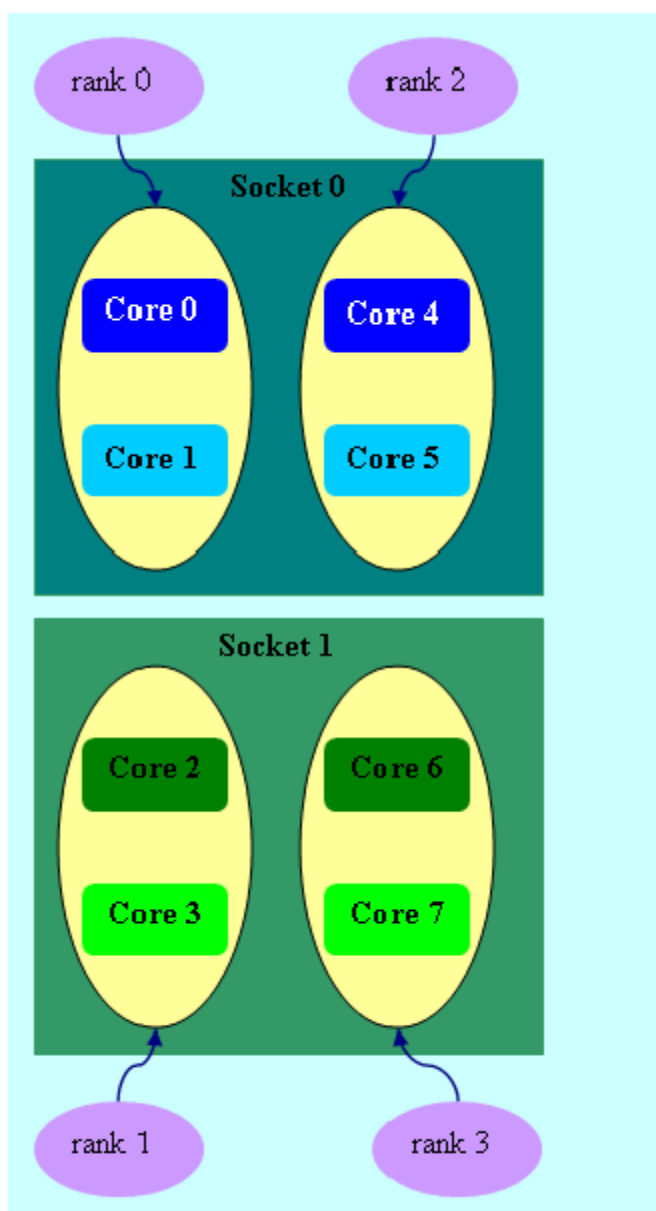 rank 0
rank 2
Socket 0
Core 0
Core 4
Core 1
Core 5
Socket 1
Core 2
Core 6
Core 3
Core 7
rank 1
rank 3